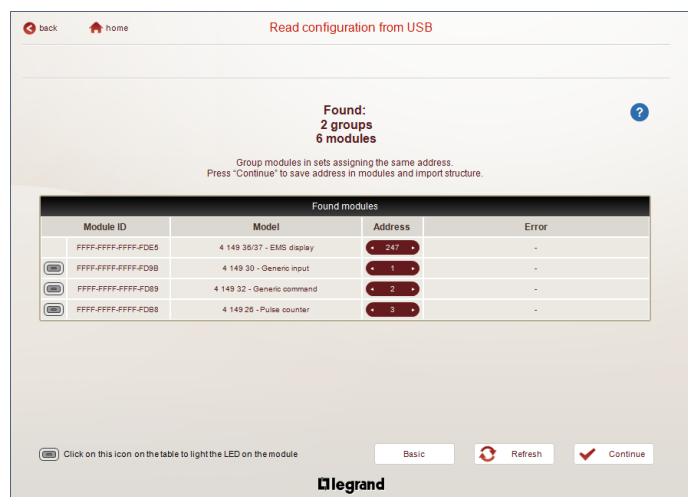 back
home
Read configuration from USB
Found:
2 groups
6 modules
?
Group modules in sets assigning the same address.
Press "Continue" to save address in modules and import structure.
Found modules
Module ID Model Address Error
FFFF-FFFF-FFFF-FDE5 4 149 36/37 - EMS display 247 -
FFFF-FFFF-FFFF-FD9B 4 149 30 - Generic input 1 -
FFFF-FFFF-FFFF-FD89 4 149 32 - Generic command 2 -
FFFF-FFFF-FFFF-FDB8 4 149 26 - Pulse counter 3 -
Click on this icon on the table to light the LED on the module
Basic
Refresh
Continue
legrand